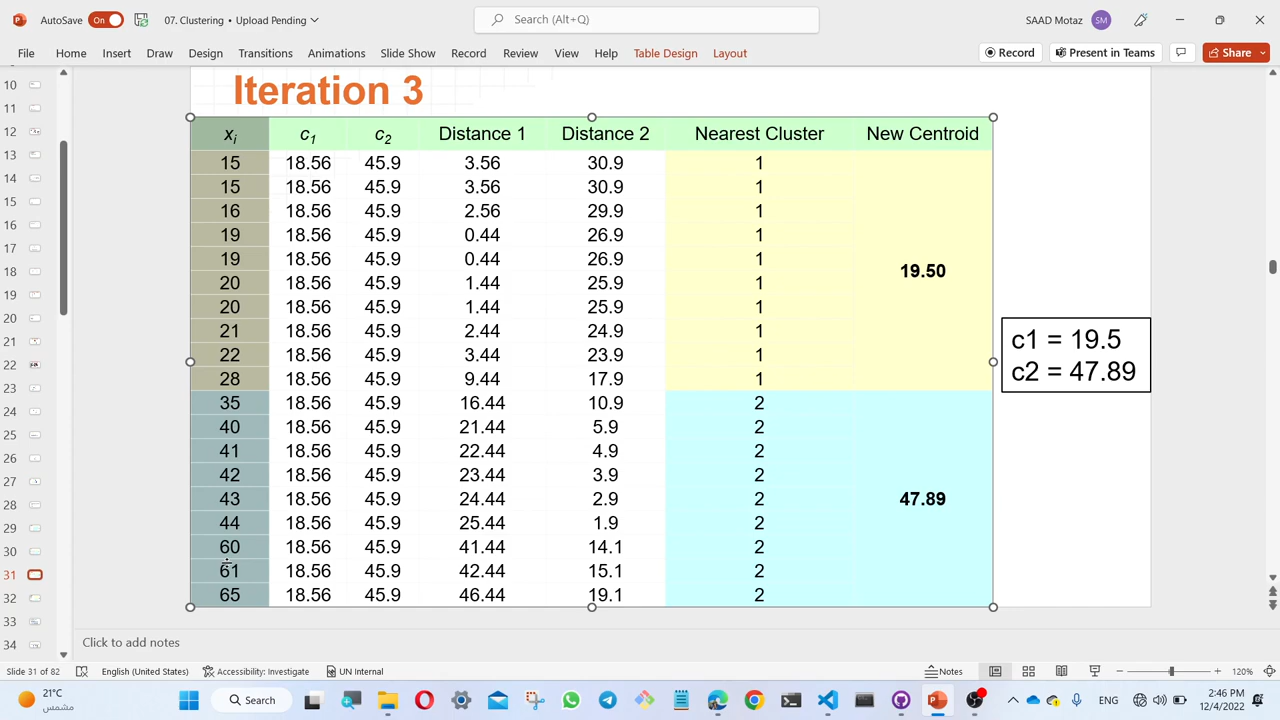 AutoSave On 07. Clustering • Upload Pending Search (Alt+Q) SAAD Motaz SM
File Home Insert Draw Design Transitions Animations Slide Show Record Review View Help Table Design Layout Record Present in Teams Share
Iteration 3
xi c1 c2 Distance 1 Distance 2 Nearest Cluster New Centroid
15 18.56 45.9 3.56 30.9 1
15 18.56 45.9 3.56 30.9 1
16 18.56 45.9 2.56 29.9 1
19 18.56 45.9 0.44 26.9 1
19 18.56 45.9 0.44 26.9 1
19.50
20 18.56 45.9 1.44 25.9 1
20 18.56 45.9 1.44 25.9 1
21 18.56 45.9 2.44 24.9 1
22 18.56 45.9 3.44 23.9 1
28 18.56 45.9 9.44 17.9 1
35 18.56 45.9 16.44 10.9 2
40 18.56 45.9 21.44 5.9 2
41 18.56 45.9 22.44 4.9 2
42 18.56 45.9 23.44 3.9 2
43 18.56 45.9 24.44 2.9 2 47.89
44 18.56 45.9 25.44 1.9 2
60 18.56 45.9 41.44 14.1 2
61 18.56 45.9 42.44 15.1 2
65 18.56 45.9 46.44 19.1 2
c1 = 19.5
c2 = 47.89
10
11
12
13
14
15
16
17
18
19
20
21
22
23
24
25
26
27
28
29
30
31
32
33
34
Click to add notes
Slide 31 of 82 English (United States) Accessibility: Investigate UN Internal Notes 120%
21°C
مشمس
Search
ENG
2:46 PM
12/4/2022